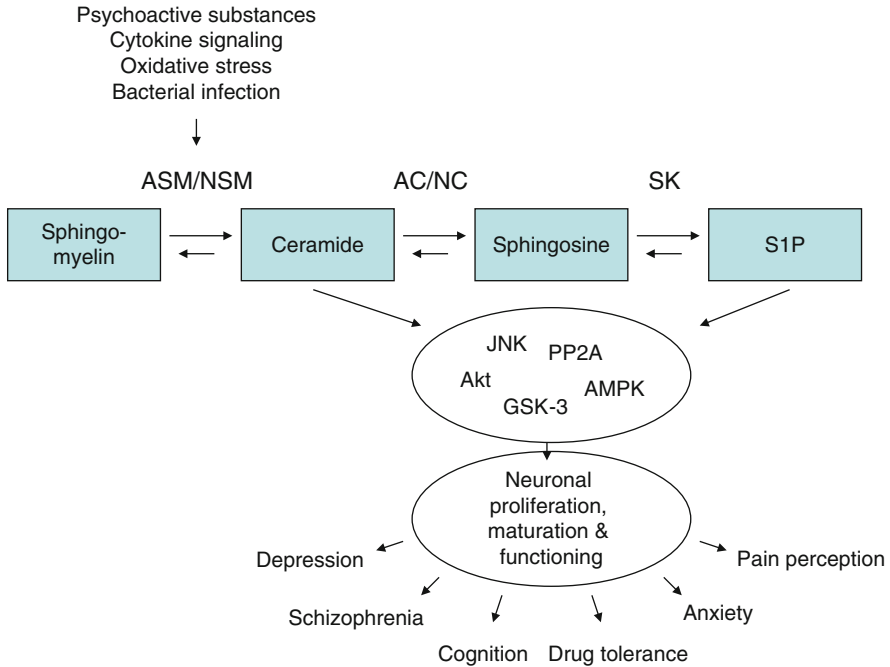 Psychoactive substances
Cytokine signaling
Oxidative stress
Bacterial infection
ASM/NSM
AC/NC
SK
Sphingo-
myelin
Ceramide
Sphingosine
S1P
JNK
PP2A
Akt
AMPK
GSK-3
Neuronal
proliferation,
maturation &
functioning
Depression
Pain perception
Schizophrenia
Anxiety
Cognition
Drug tolerance